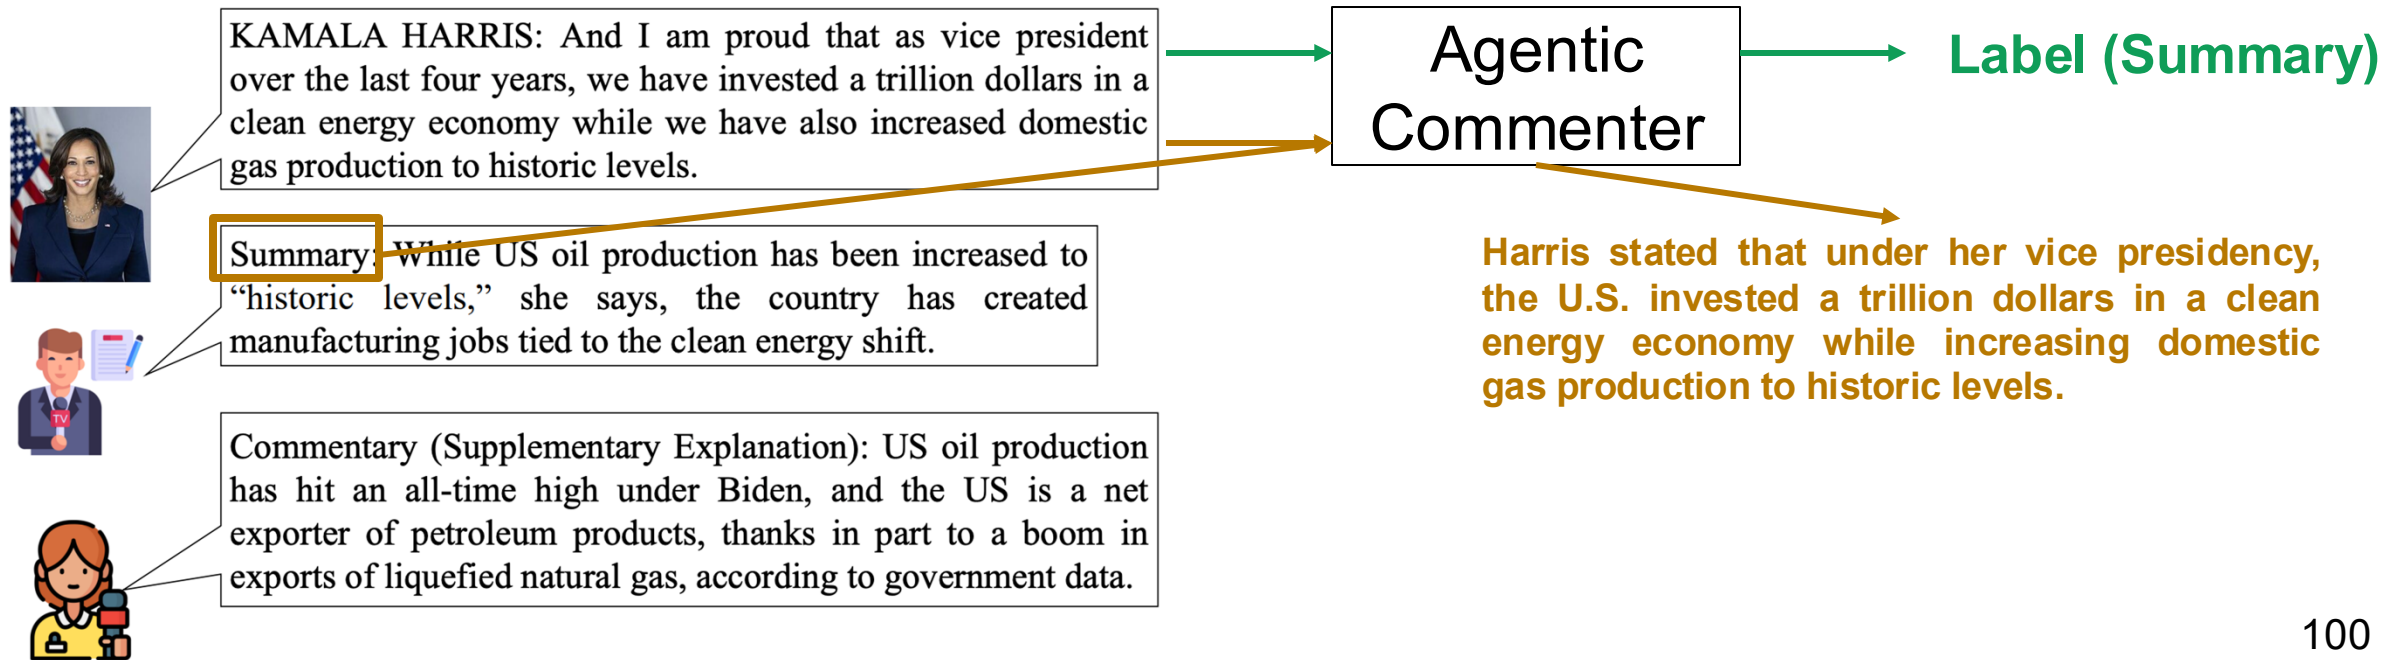 KAMALA HARRIS: And I am proud that as vice president
over the last four years, we have invested a trillion dollars in a
clean energy economy while we have also increased domestic
gas production to historic levels.
Agentic
Commenter
Label (Summary)
Summary: While US oil production has been increased to
“historic levels,” she says, the country has created
manufacturing jobs tied to the clean energy shift.
Harris stated that under her vice presidency,
the U.S. invested a trillion dollars in a clean
energy economy while increasing domestic
gas production to historic levels.
TV
Commentary (Supplementary Explanation): US oil production
has hit an all-time high under Biden, and the US is a net
exporter of petroleum products, thanks in part to a boom in
exports of liquefied natural gas, according to government data.
100